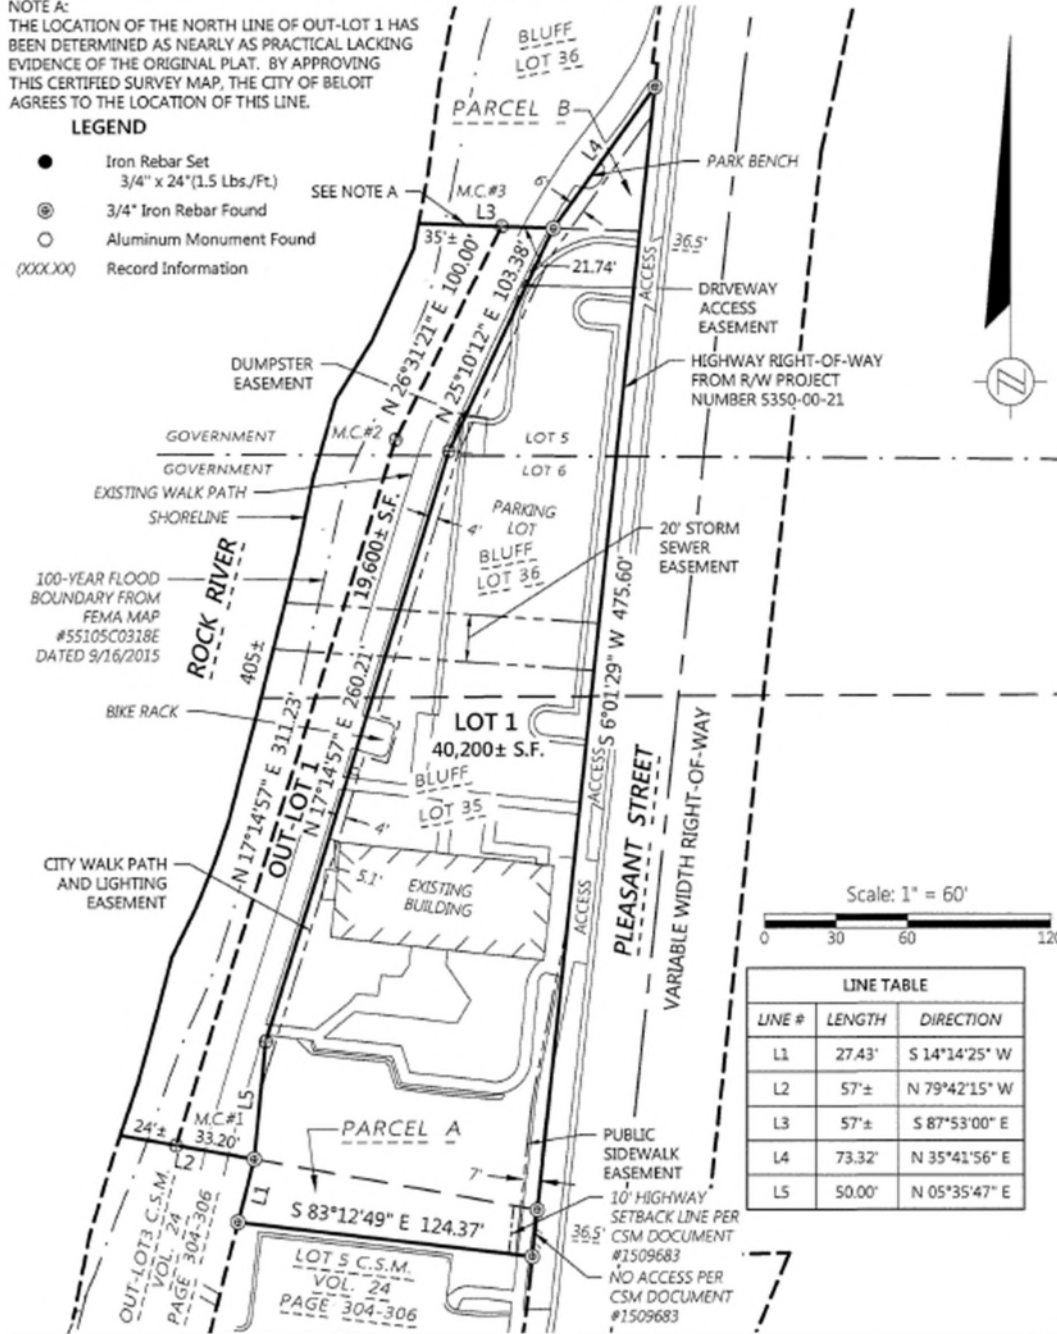 NOTE A:
THE LOCATION OF THE NORTH LINE OF OUT-LOT 1 HAS
BEEN DETERMINED AS NEARLY AS PRACTICAL LACKING
EVIDENCE OF THE ORIGINAL PLAT. BY APPROVING
THIS CERTIFIED SURVEY MAP, THE CITY OF BELOIT
AGREES TO THE LOCATION OF THIS LINE.
LEGEND
Iron Rebar Set
3/4" x 24"(1.5 Lbs./Ft.)
3/4" Iron Rebar Found
Aluminum Monument Found
(XXX.XX) Record Information
BLUFF
LOT 36
PARCEL B
L4
PARK BENCH
6'
SEE NOTE A
M.C.#3
L3
35'±
36.5'
21.74'
ACCESS
DRIVEWAY
ACCESS
EASEMENT
N 26°31'21" E 100.00'
N 25°10'12" E 103.38'
HIGHWAY RIGHT-OF-WAY
FROM R/W PROJECT
NUMBER 5350-00-21
N
DUMPSTER
EASEMENT
M.C.#2
GOVERNMENT
LOT 5
GOVERNMENT
LOT 6
EXISTING WALK PATH
SHORELINE
PARKING
LOT
4'
BLUFF
LOT 36
20' STORM
SEWER
EASEMENT
19,600± S.F.
ROCK RIVER
100-YEAR FLOOD
BOUNDARY FROM
FEMA MAP
#55105C0318E
DATED 9/16/2015
405±
S 6°01'29" W 475.60'
BIKE RACK
N 17°14'57" E 311.23'
OUT-LOT 1
N 17°14'57" E 260.21'
LOT 1
40,200± S.F.
ACCESS
BLUFF
LOT 35
4'
PLEASANT STREET
VARIABLE WIDTH RIGHT-OF-WAY
CITY WALK PATH
AND LIGHTING
EASEMENT
5.1'
EXISTING
BUILDING
ACCESS
Scale: 1" = 60'
0 30 60 120
LINE TABLE
LINE # LENGTH DIRECTION
L1 27.43' S 14°14'25" W
L2 57'± N 79°42'15" W
L3 57'± S 87°53'00" E
L4 73.32' N 35°41'56" E
L5 50.00' N 05°35'47" E
L5
M.C.#1
24'±
33.20'
L2
L1
PARCEL A
7'
PUBLIC
SIDEWALK
EASEMENT
S 83°12'49" E 124.37'
36.5'
10' HIGHWAY
SETBACK LINE PER
CSM DOCUMENT
#1509683
NO ACCESS PER
CSM DOCUMENT
#1509683
OUT-LOT3 C.S.M.
VOL. 24
PAGE 304-306
LOT 5 C.S.M.
VOL. 24
PAGE 304-306